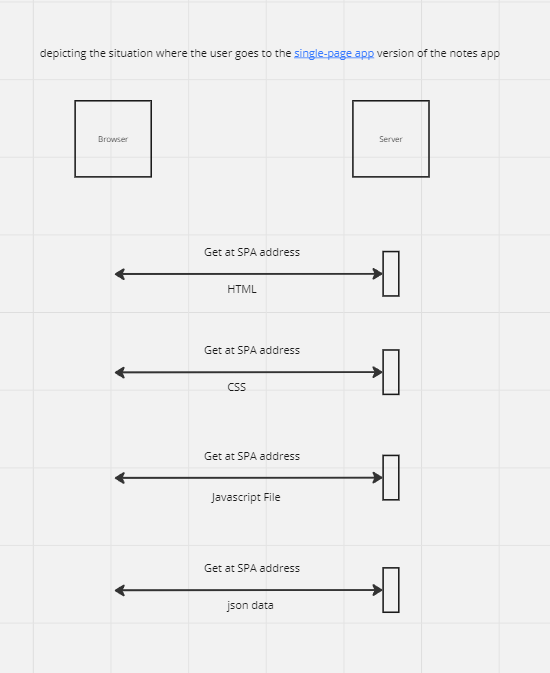 depicting the situation where the user goes to the single-page app version of the notes app
Browser
Server
Get at SPA address
HTML
Get at SPA address
CSS
Get at SPA address
Javascript File
Get at SPA address
json data